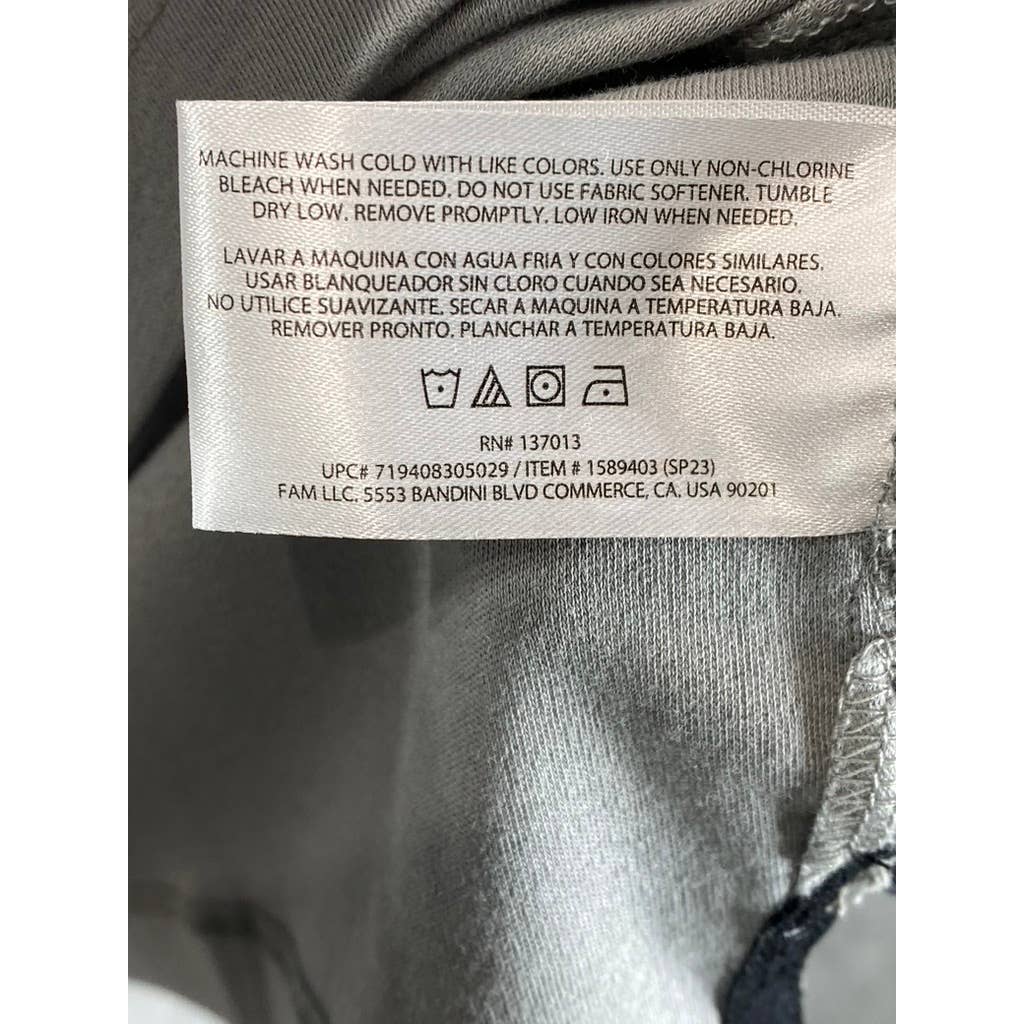 MACHINE WASH COLD WITH LIKE COLORS. USE ONLY NON-CHLORINE
BLEACH WHEN NEEDED. DO NOT USE FABRIC SOFTENER. TUMBLE
DRY LOW. REMOVE PROMPTLY. LOW IRON WHEN NEEDED.
LAVAR A MAQUINA CON AGUA FRIA Y CON COLORES SIMILARES.
USAR BLANQUEADOR SIN CLORO CUANDO SEA NECESARIO.
NO UTILICE SUAVIZANTE. SECAR A MAQUINA A TEMPERATURA BAJA.
REMOVER PRONTO. PLANCHAR A TEMPERATURA BAJA.
RN# 137013
UPC# 719408305029 / ITEM # 1589403 (SP23)
FAM LLC. 5553 BANDINI BLVD COMMERCE, CA. USA 90201